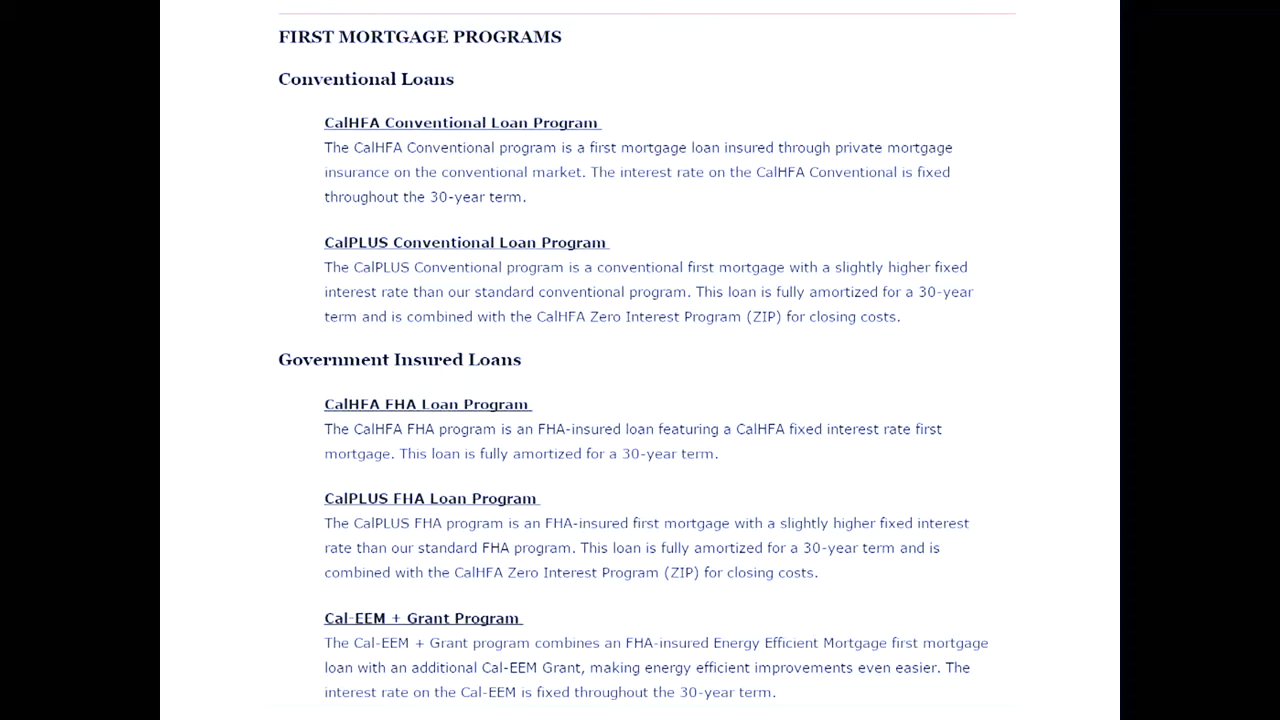 FIRST MORTGAGE PROGRAMS
Conventional Loans
CalHFA Conventional Loan Program
The CalHFA Conventional program is a first mortgage loan insured through private mortgage
insurance on the conventional market. The interest rate on the CalHFA Conventional is fixed
throughout the 30-year term.
CalPLUS Conventional Loan Program
The CalPLUS Conventional program is a conventional first mortgage with a slightly higher fixed
interest rate than our standard conventional program. This loan is fully amortized for a 30-year
term and is combined with the CalHFA Zero Interest Program (ZIP) for closing costs.
Government Insured Loans
CalHFA FHA Loan Program
The CalHFA FHA program is an FHA-insured loan featuring a CalHFA fixed interest rate first
mortgage. This loan is fully amortized for a 30-year term.
CalPLUS FHA Loan Program
The CalPLUS FHA program is an FHA-insured first mortgage with a slightly higher fixed interest
rate than our standard FHA program. This loan is fully amortized for a 30-year term and is
combined with the CalHFA Zero Interest Program (ZIP) for closing costs.
Cal-EEM + Grant Program
The Cal-EEM + Grant program combines an FHA-insured Energy Efficient Mortgage first mortgage
loan with an additional Cal-EEM Grant, making energy efficient improvements even easier. The
interest rate on the Cal-EEM is fixed throughout the 30-year term.